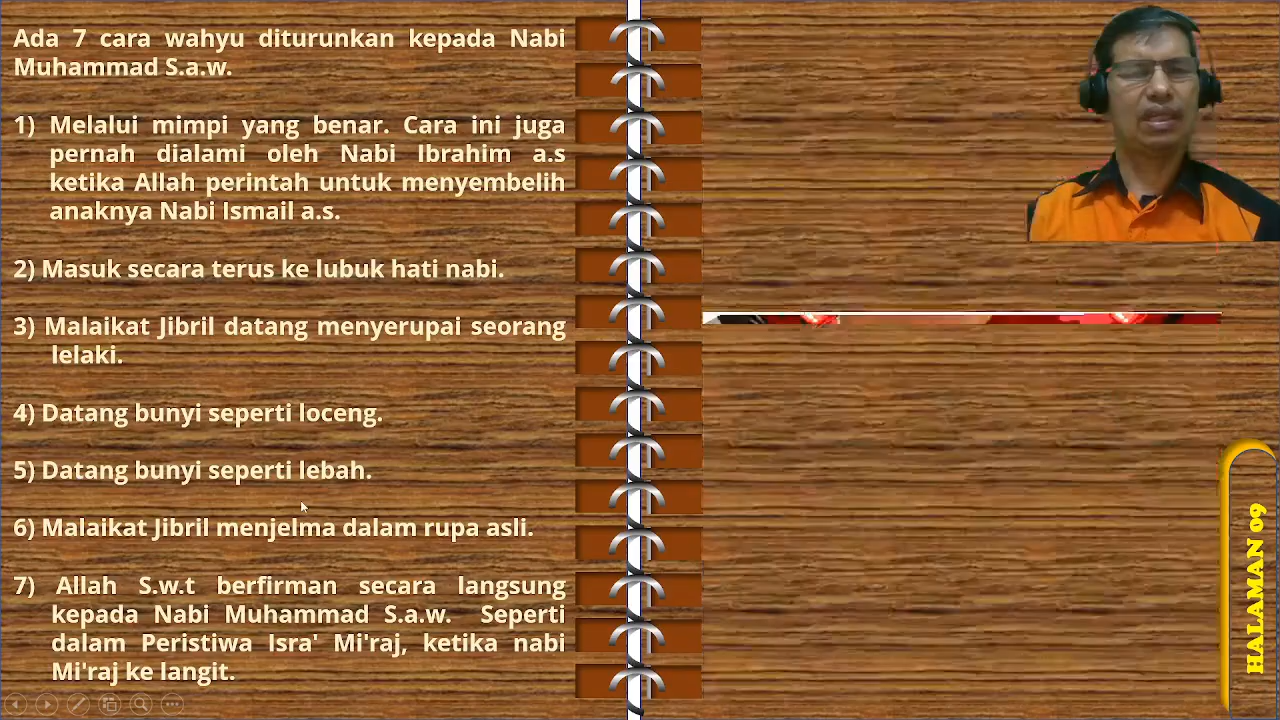 Ada 7 cara wahyu diturunkan kepada Nabi
Muhammad S.a.w.
1) Melalui mimpi yang benar. Cara ini juga
pernah dialami oleh Nabi Ibrahim a.s
ketika Allah perintah untuk menyembelih
anaknya Nabi Ismail a.s.
2) Masuk secara terus ke lubuk hati nabi.
3) Malaikat Jibril datang menyerupai seorang
lelaki.
4) Datang bunyi seperti loceng.
5) Datang bunyi seperti lebah.
6) Malaikat Jibril menjelma dalam rupa asli.
7) Allah S.w.t berfirman secara langsung
kepada Nabi Muhammad S.a.w. Seperti
dalam Peristiwa Isra' Mi'raj, ketika nabi
Mi'raj ke langit.
HALAMAN 09